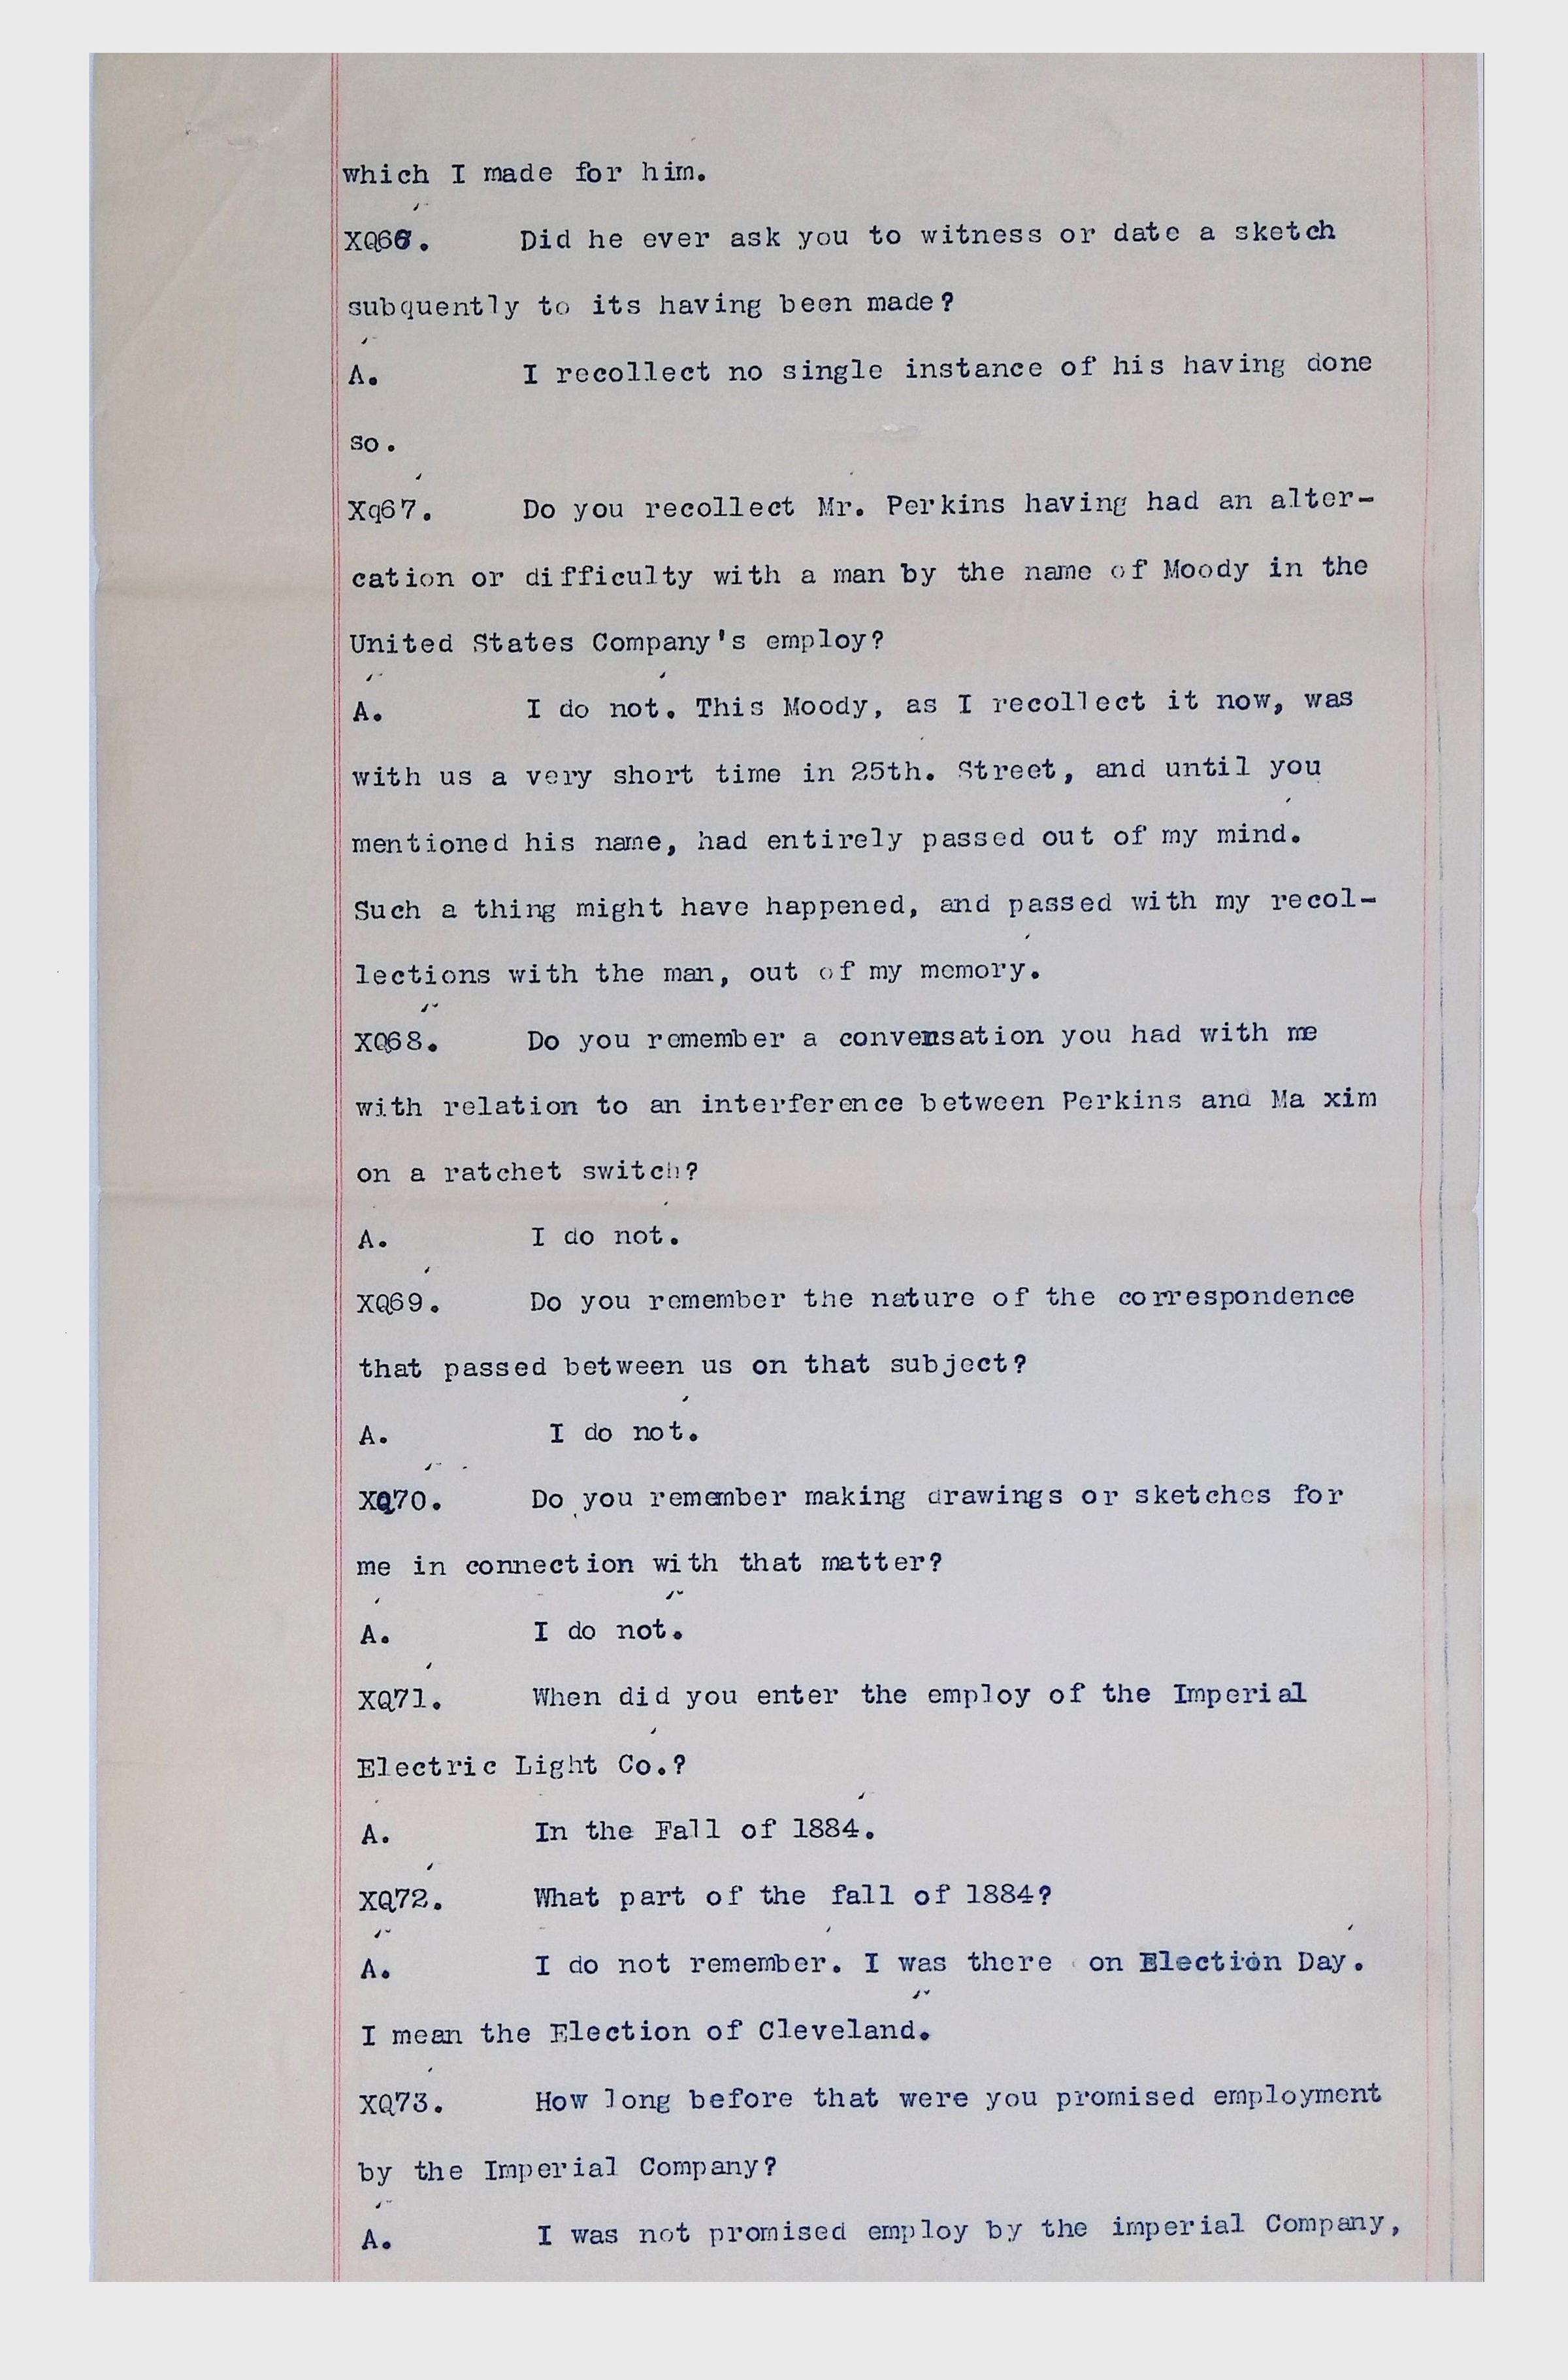 which I made for him.
XQ66. Did he ever ask you to witness or date a sketch
subquently to its having been made?
A. I recollect no single instance of his having done
so.
Xq67. Do you recollect Mr. Perkins having had an alter-
cation or difficulty with a man by the name of Moody in the
United States Company's employ?
A. I do not. This Moody, as I recollect it now, was
with us a very short time in 25th. Street, and until you
mentioned his name, had entirely passed out of my mind.
Such a thing might have happened, and passed with my recol-
lections with the man, out of my memory.
XQ68. Do you remember a conversation you had with me
with relation to an interference between Perkins and Ma xim
on a ratchet switch?
A. I do not.
XQ69. Do you remember the nature of the correspondence
that passed between us on that subject?
A. I do not.
XQ70. Do you remember making drawings or sketches for
me in connection with that matter?
A. I do not.
XQ71. When did you enter the employ of the Imperial
Electric Light Co.?
A. In the Fall of 1884.
XQ72. What part of the fall of 1884?
A. I do not remember. I was there on Election Day.
I mean the Election of Cleveland.
XQ73. How long before that were you promised employment
by the Imperial Company?
A. I was not promised employ by the imperial Company,